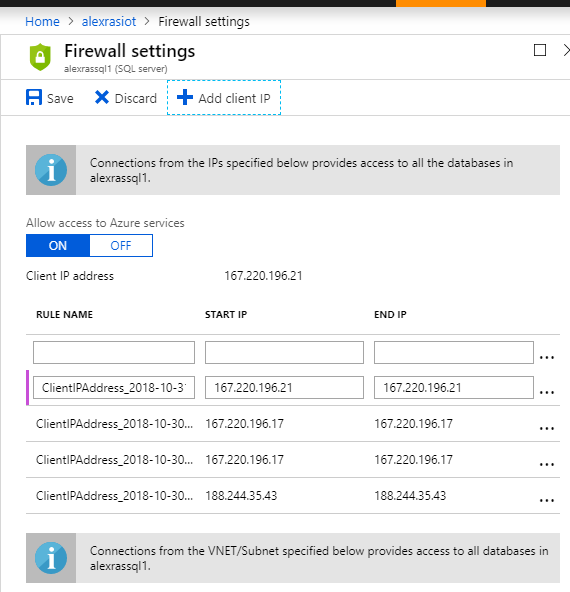 Home > alexrasiot > Firewall settings
Firewall settings
alexrassql1 (SQL server)
Save Discard Add client IP
Connections from the IPs specified below provides access to all the databases in
alexrassql1.
Allow access to Azure services
ON OFF
Client IP address 167.220.196.21
RULE NAME START IP END IP
...
ClientIPAddress_2018-10-31 167.220.196.21 167.220.196.21 ...
ClientIPAddress_2018-10-30... 167.220.196.17 167.220.196.17 ...
ClientIPAddress_2018-10-30... 167.220.196.17 167.220.196.17 ...
ClientIPAddress_2018-10-30... 188.244.35.43 188.244.35.43 ...
Connections from the VNET/Subnet specified below provides access to all databases in
alexrassql1.